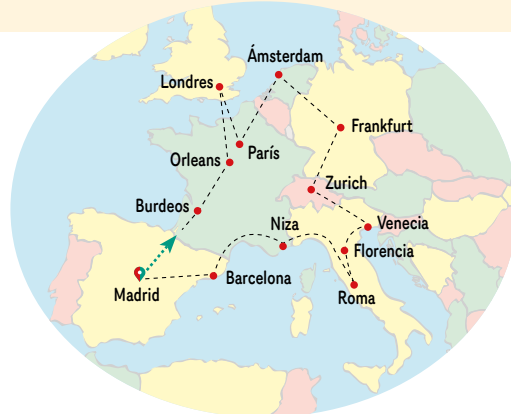 Ámsterdam
Londres
Frankfurt
París
Orleans
Zurich
Burdeos
Venecia
Niza
Florencia
Barcelona
Madrid
Roma